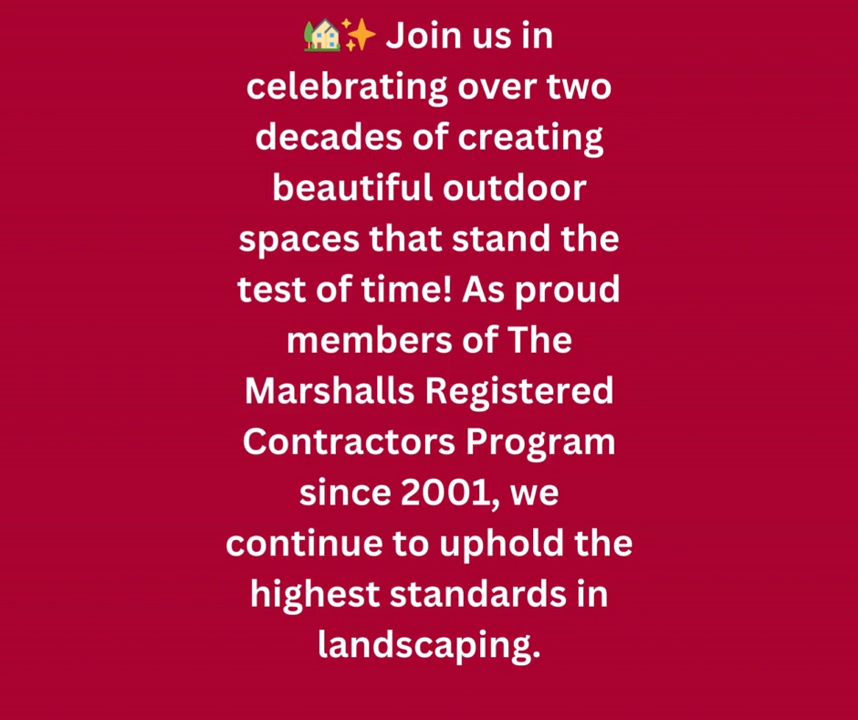 🏡✨ Join us in
celebrating over two
decades of creating
beautiful outdoor
spaces that stand the
test of time! As proud
members of The
Marshalls Registered
Contractors Program
since 2001, we
continue to uphold the
highest standards in
landscaping.